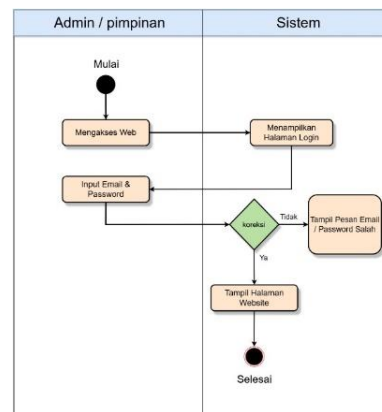 Admin / pimpinan
Sistem
Mulai
Mengakses Web
Menampilkan
Halaman Login
Input Email &
Password
koreksi
Tidak
Tampil Pesan Email
/ Password Salah
Ya
Tampil Halaman
Website
Selesai